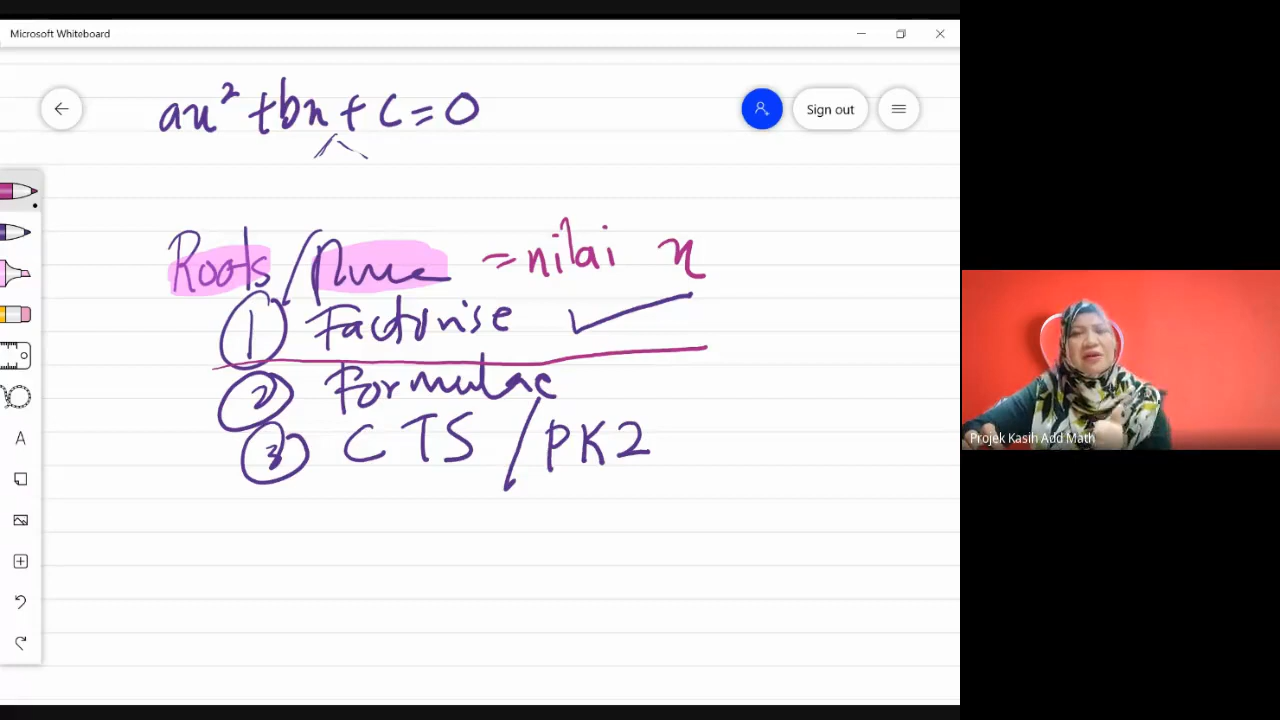 Microsoft Whiteboard
ax² + bx + c = 0
Sign out
Roots / Punca = nilai x
① Factorise ✓
② Formulae
③ CTS / PK2
A
Projek Kasih Add Math